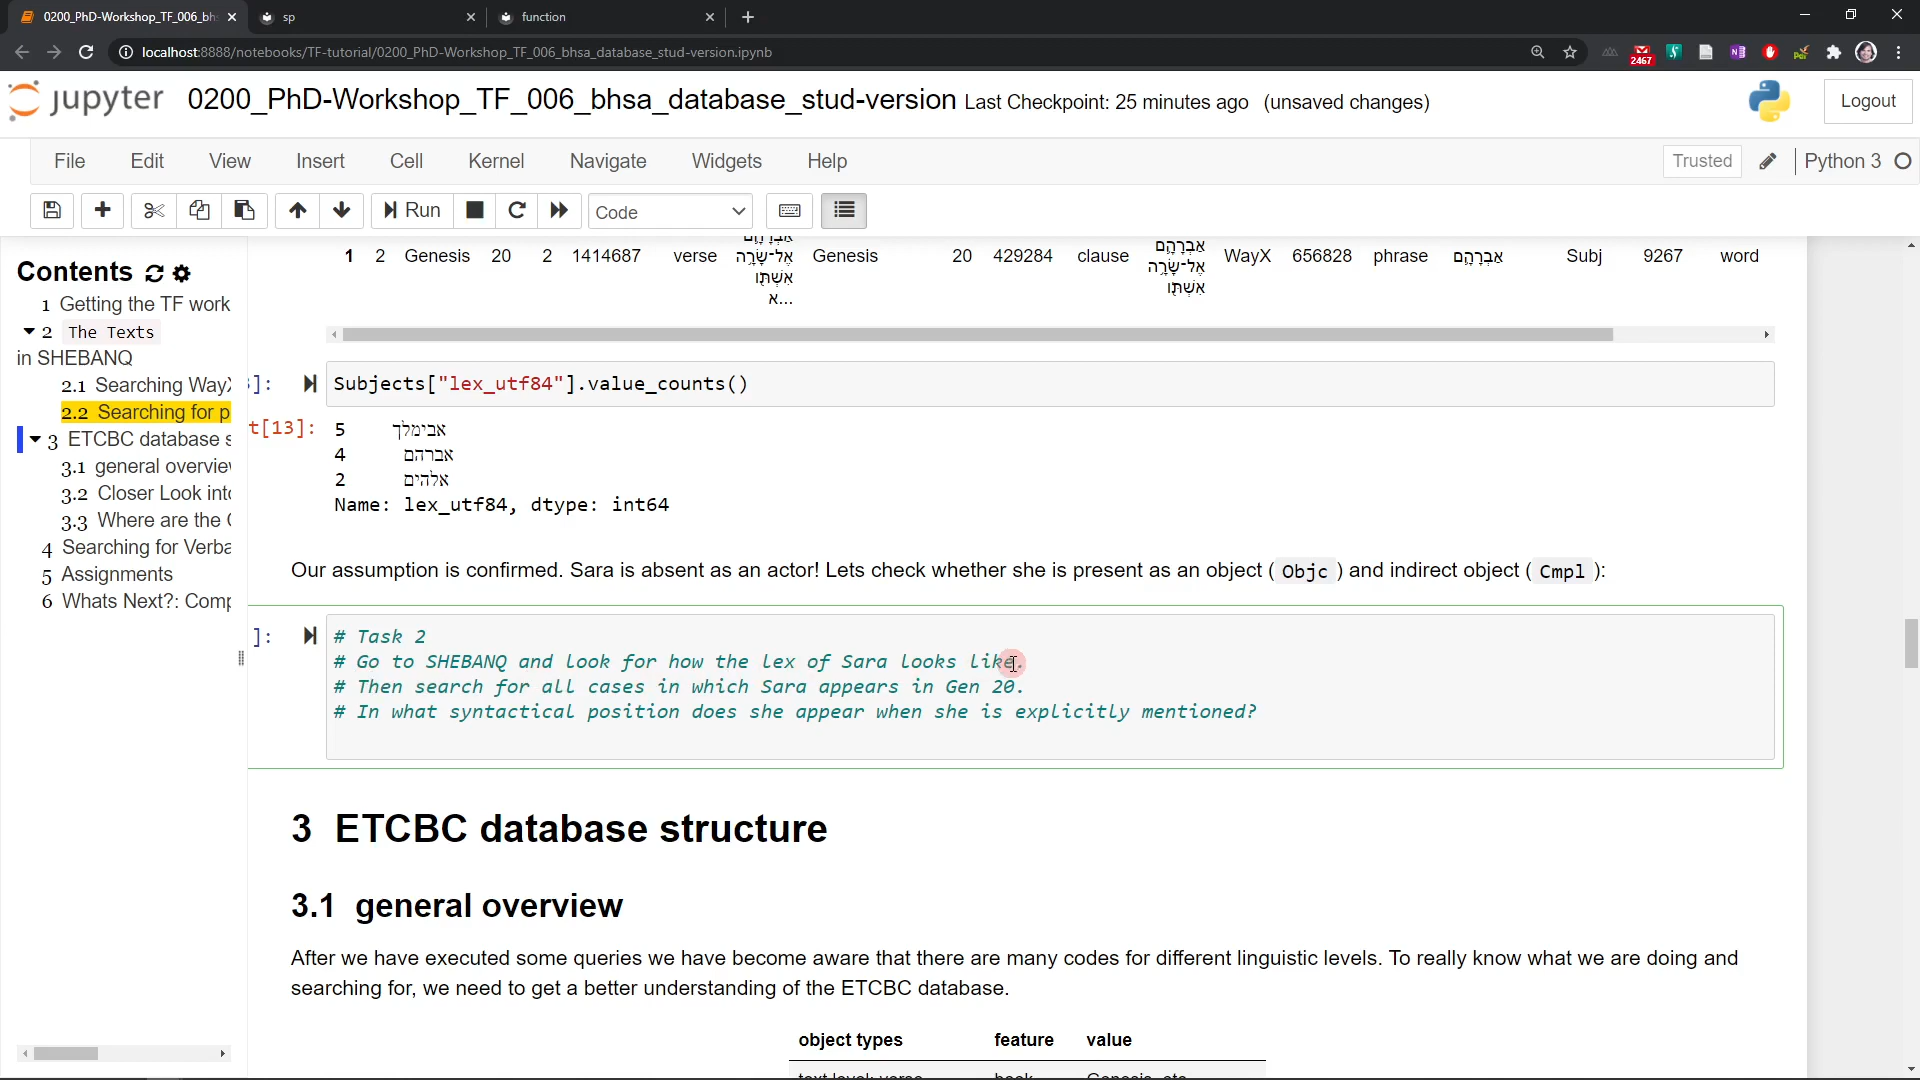 0200_PhD-Workshop_TF_006_bh
sp
function
localhost:8888/notebooks/TF-tutorial/0200_PhD-Workshop_TF_006_bhsa_database_stud-version.ipynb
2467
jupyter 0200_PhD-Workshop_TF_006_bhsa_database_stud-version Last Checkpoint: 25 minutes ago (unsaved changes)
Logout
File Edit View Insert Cell Kernel Navigate Widgets Help
Trusted Python 3
Run Code
Contents
1 Getting the TF work
2 The Texts
in SHEBANQ
2.1 Searching WayX
2.2 Searching for p
3 ETCBC database s
3.1 general overview
3.2 Closer Look into
3.3 Where are the
4 Searching for Verba
5 Assignments
6 Whats Next?: Comp
1 2 Genesis 20 2 1414687 verse Genesis 20 429284 clause WayX 656828 phrase אַבְרָהָ֛ם Subj 9267 word
אַבְרָהָ֛ם
אֶל־שָׂרָ֥ה
אִשְׁתֹּ֖ו
א...
אַבְרָהָ֛ם
אֶל־שָׂרָ֥ה
אִשְׁתֹּ֖ו
Subjects["lex_utf84"].value_counts()
t[13]:
5 אבימלך
4 אברהם
2 אלהים
Name: lex_utf84, dtype: int64
Our assumption is confirmed. Sara is absent as an actor! Lets check whether she is present as an object ( Objc ) and indirect object ( Cmpl ):
]:
# Task 2
# Go to SHEBANQ and look for how the lex of Sara looks like.
# Then search for all cases in which Sara appears in Gen 20.
# In what syntactical position does she appear when she is explicitly mentioned?
3 ETCBC database structure
3.1 general overview
After we have executed some queries we have become aware that there are many codes for different linguistic levels. To really know what we are doing and
searching for, we need to get a better understanding of the ETCBC database.
object types feature value